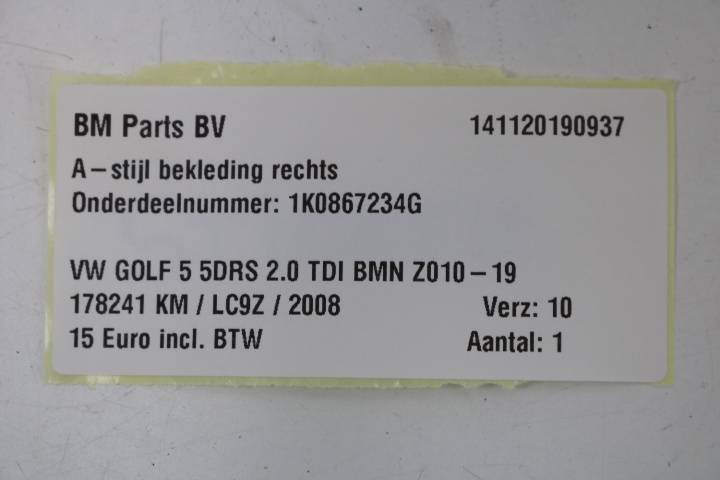 BM Parts BV 141120190937
A-stijl bekleding rechts
Onderdeelnummer: 1K0867234G
VW GOLF 5 5DRS 2.0 TDI BMN Z010-19
178241 KM / LC9Z / 2008 Verz: 10
15 Euro incl. BTW Aantal: 1